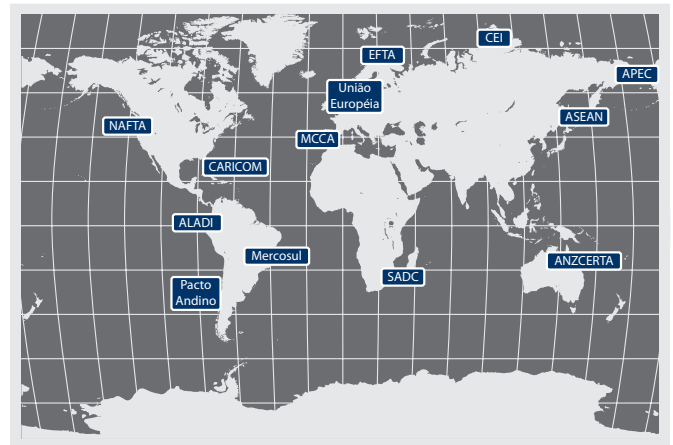 CEI
EFTA
APEC
União
Européia
ASEAN
NAFTA
MCCA
CARICOM
ALADI
Mercosul
ANZCERTA
SADC
Pacto
Andino